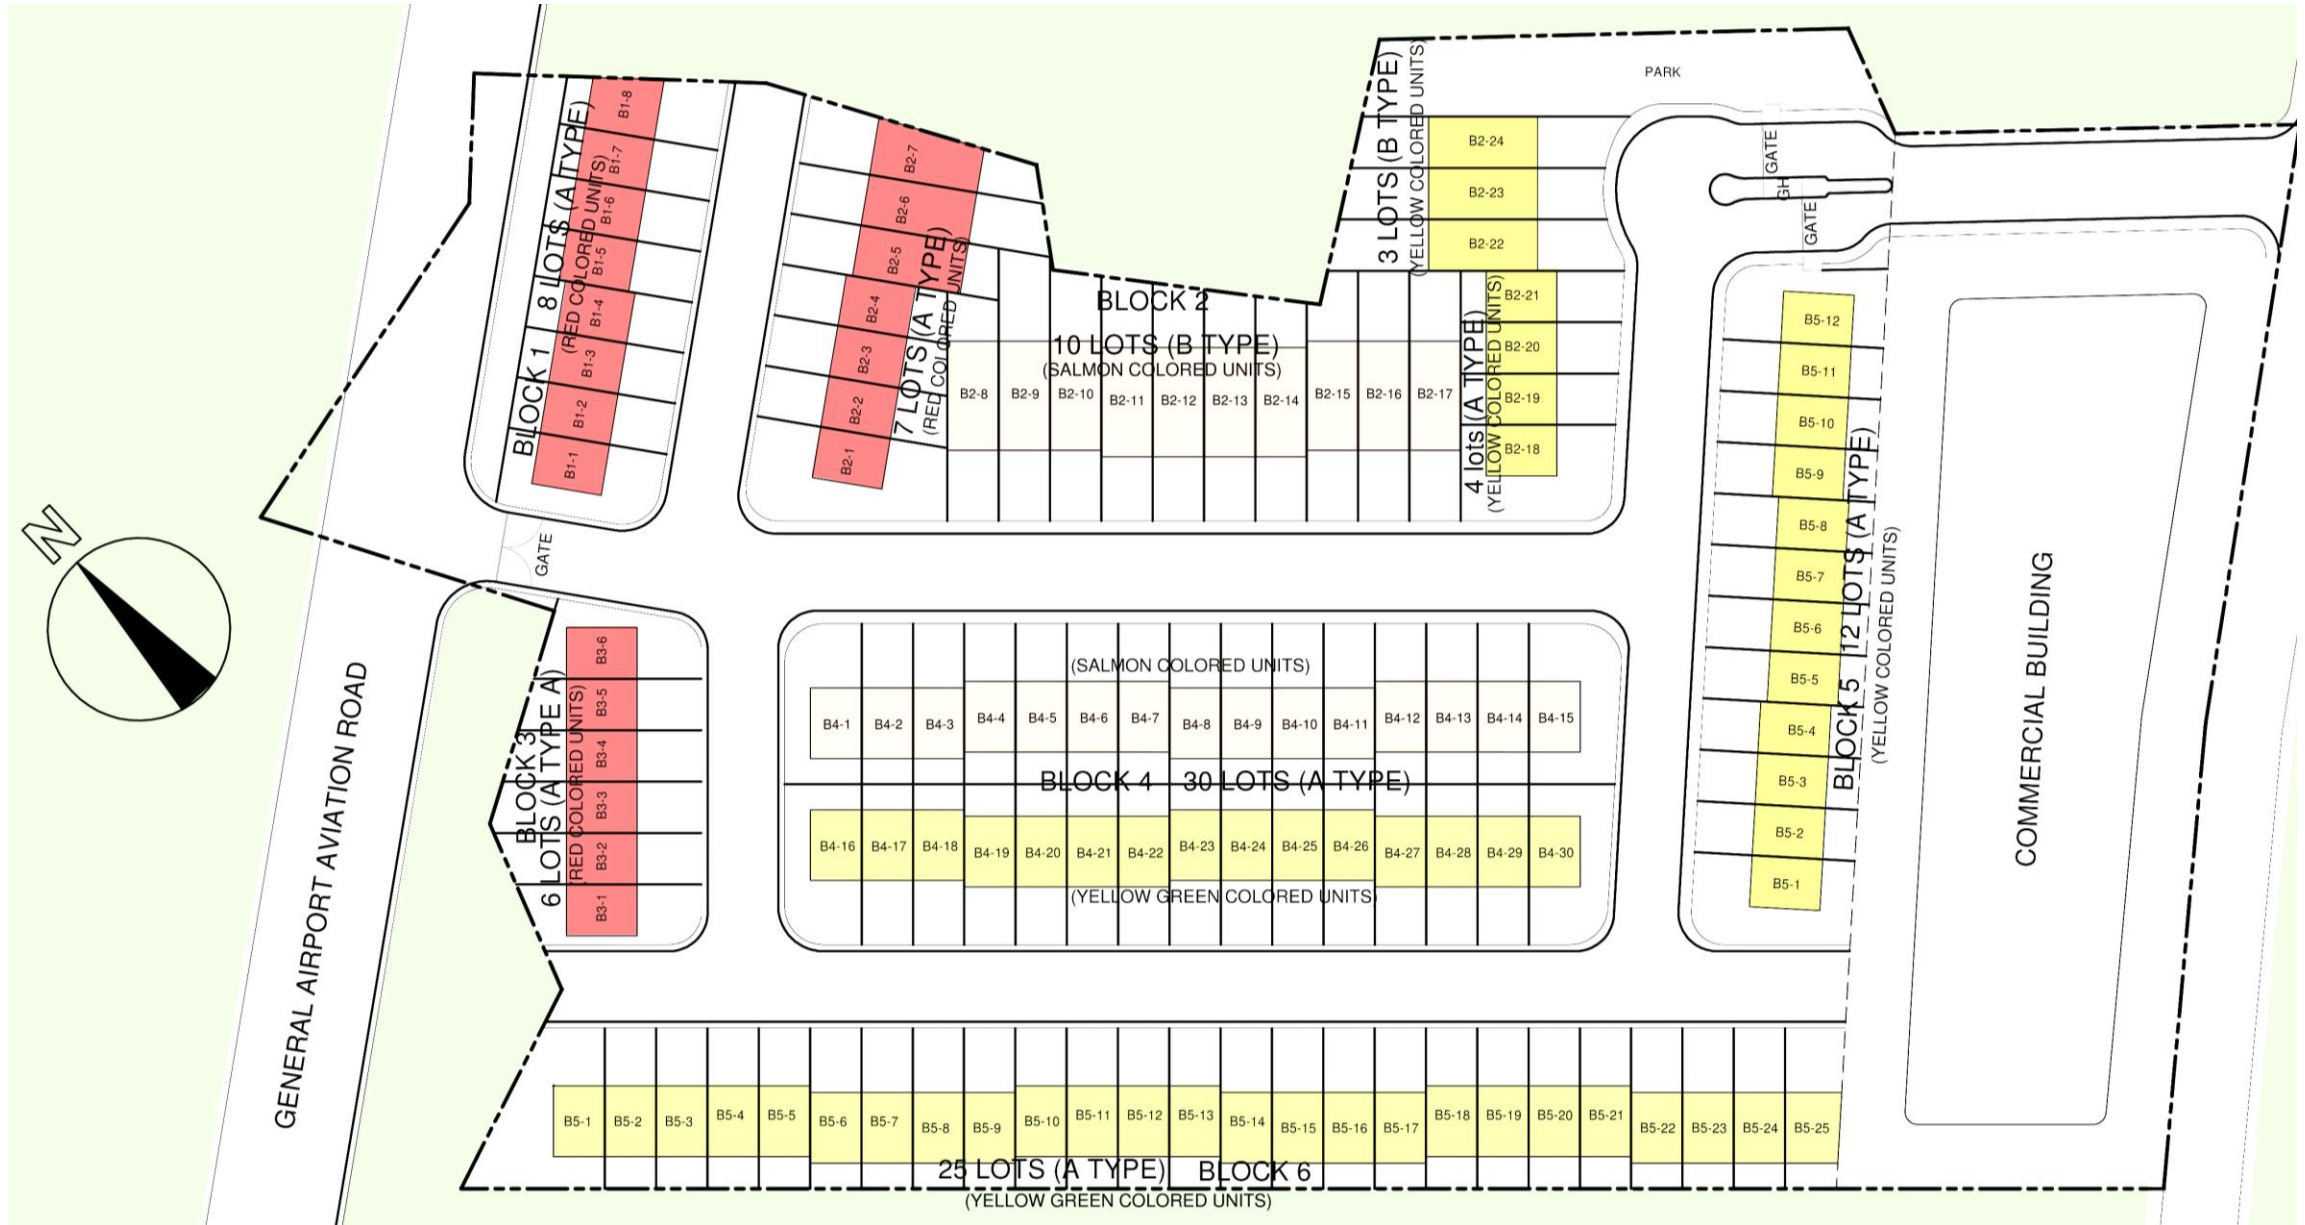 PARK
GATE
GH
GATE
BLOCK 1    8 LOTS (A TYPE)
(RED COLORED UNITS)
B1-8
B1-7
B1-6
B1-5
B1-4
B1-3
B1-2
B1-1
B2-7
B2-6
B2-5
B2-4
B2-3
B2-2
B2-1
7 LOTS (A TYPE)
(RED COLORED UNITS)
BLOCK 2
10 LOTS (B TYPE)
(SALMON COLORED UNITS)
B2-8
B2-9
B2-10
B2-11
B2-12
B2-13
B2-14
B2-15
B2-16
B2-17
3 LOTS (B TYPE)
(YELLOW COLORED UNITS)
B2-24
B2-23
B2-22
4 lots (A TYPE)
(YELLOW COLORED UNITS)
B2-21
B2-20
B2-19
B2-18
N
GATE
GENERAL AIRPORT AVIATION ROAD
BLOCK 3
6 LOTS (A TYPE A)
(RED COLORED UNITS)
B3-6
B3-5
B3-4
B3-3
B3-2
B3-1
(SALMON COLORED UNITS)
B4-1
B4-2
B4-3
B4-4
B4-5
B4-6
B4-7
B4-8
B4-9
B4-10
B4-11
B4-12
B4-13
B4-14
B4-15
BLOCK 4    30 LOTS (A TYPE)
B4-16
B4-17
B4-18
B4-19
B4-20
B4-21
B4-22
B4-23
B4-24
B4-25
B4-26
B4-27
B4-28
B4-29
B4-30
(YELLOW GREEN COLORED UNITS)
B5-12
B5-11
B5-10
B5-9
B5-8
B5-7
B5-6
B5-5
B5-4
B5-3
B5-2
B5-1
BLOCK 5    12 LOTS (A TYPE)
(YELLOW COLORED UNITS)
COMMERCIAL BUILDING
B5-1
B5-2
B5-3
B5-4
B5-5
B5-6
B5-7
B5-8
B5-9
B5-10
B5-11
B5-12
B5-13
B5-14
B5-15
B5-16
B5-17
B5-18
B5-19
B5-20
B5-21
B5-22
B5-23
B5-24
B5-25
25 LOTS (A TYPE)    BLOCK 6
(YELLOW GREEN COLORED UNITS)